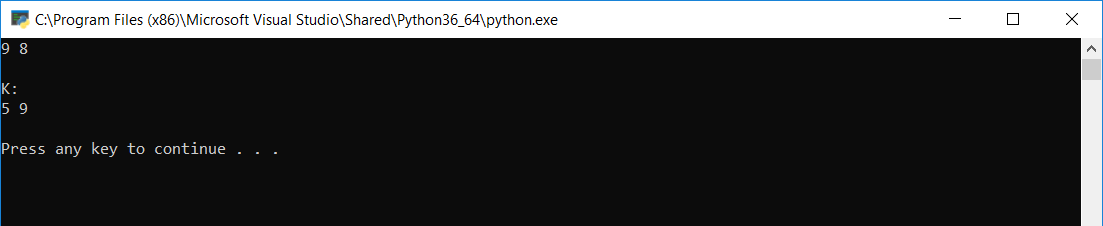 C:\Program Files (x86)\Microsoft Visual Studio\Shared\Python36_64\python.exe
9 8
K:
5 9
Press any key to continue . . .